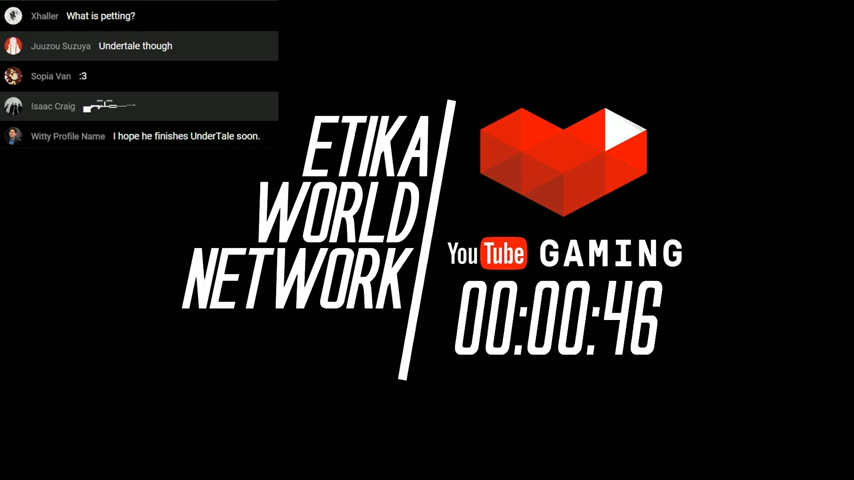 Xhaller What is petting?
Juuzou Suzuya Undertale though
Sopia Van :3
Isaac Craig
Witty Profile Name I hope he finishes UnderTale soon.
ETIKA
WORLD
NETWORK
YouTube GAMING
00:00:46